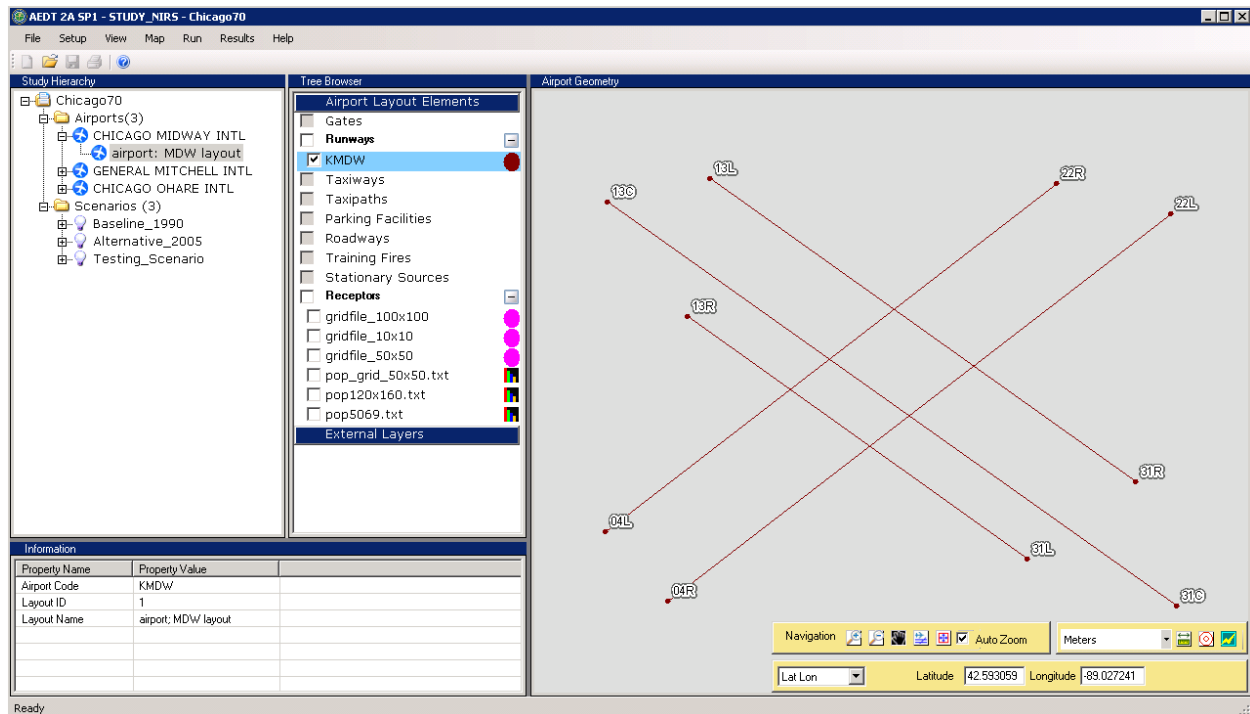 AEDT 2A SP1 - STUDY_NIRS - Chicago70
File Setup View Map Run Results Help
Study Hierarchy
Chicago70
Airports(3)
CHICAGO MIDWAY INTL
airport: MDW layout
GENERAL MITCHELL INTL
CHICAGO OHARE INTL
Scenarios (3)
Baseline_1990
Alternative_2005
Testing_Scenario
Tree Browser
Airport Layout Elements
Gates
Runways
KMDW
Taxiways
Taxipaths
Parking Facilities
Roadways
Training Fires
Stationary Sources
Receptors
gridfile_100x100
gridfile_10x10
gridfile_50x50
pop_grid_50x50.txt
pop120x160.txt
pop5069.txt
External Layers
Airport Geometry
13L
22R
13C
22L
13R
31R
04L
31L
04R
31C
Navigation Auto Zoom Meters
Lat Lon Latitude 42.593059 Longitude -89.027241
Information
Property Name Property Value
Airport Code KMDW
Layout ID 1
Layout Name airport; MDW layout
Ready